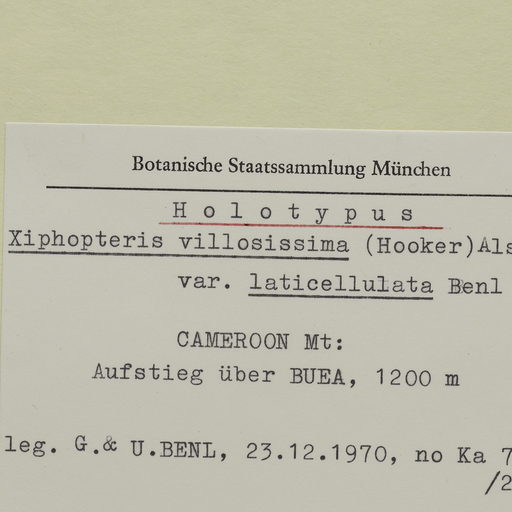 Botanische Staatssammlung München
Holotypus
Xiphopteris villosissima (Hooker)Als
var. laticellulata Benl
CAMEROON Mt:
Aufstieg über BUEA, 1200 m
leg. G.& U.BENL, 23.12.1970, no Ka 7
/2